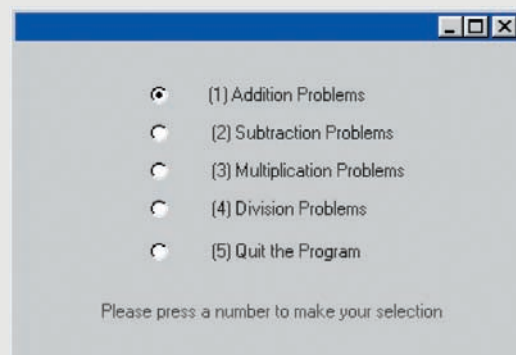 (1) Addition Problems
(2) Subtraction Problems
(3) Multiplication Problems
(4) Division Problems
(5) Quit the Program
Please press a number to make your selection